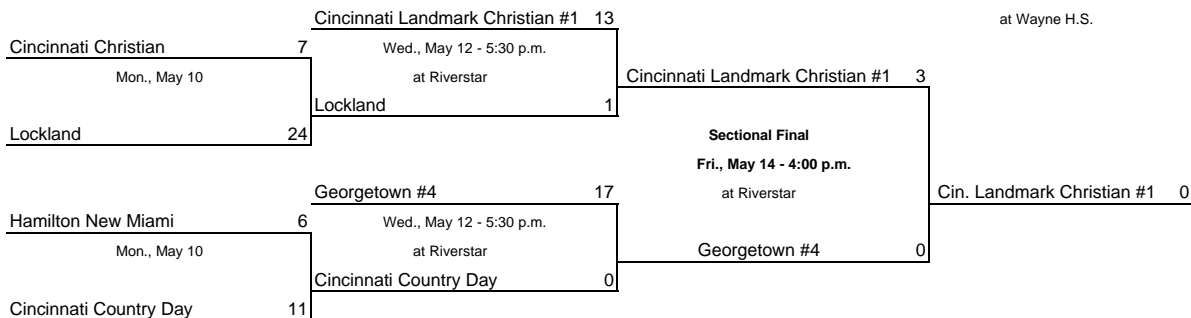 Cincinnati Landmark Christian #1 13
at Wayne H.S.
Cincinnati Christian 7
Wed., May 12 - 5:30 p.m.
Mon., May 10
at Riverstar
Cincinnati Landmark Christian #1 3
Lockland 1
Lockland 24
Sectional Final
Fri., May 14 - 4:00 p.m.
Georgetown #4 17
at Riverstar
Cin. Landmark Christian #1 0
Hamilton New Miami 6
Wed., May 12 - 5:30 p.m.
Mon., May 10
at Riverstar
Georgetown #4 0
Cincinnati Country Day 0
Cincinnati Country Day 11